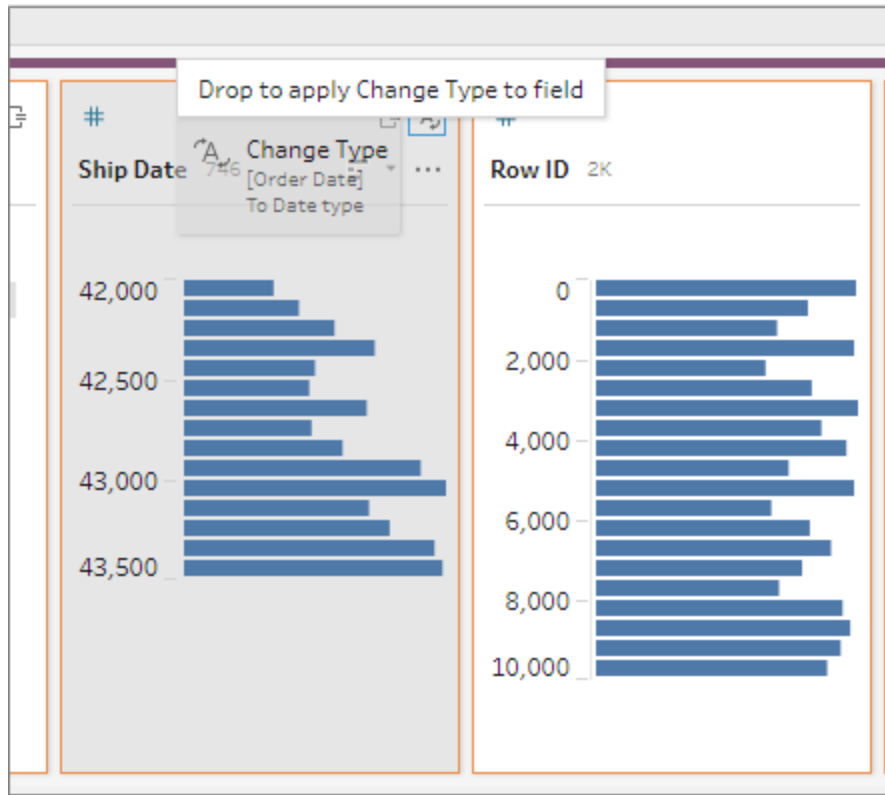 Drop to apply Change Type to field
#
#
Change Type
Ship Date 746
[Order Date]
To Date type
Row ID 2K
42,000
42,500
43,000
43,500
0
2,000
4,000
6,000
8,000
10,000